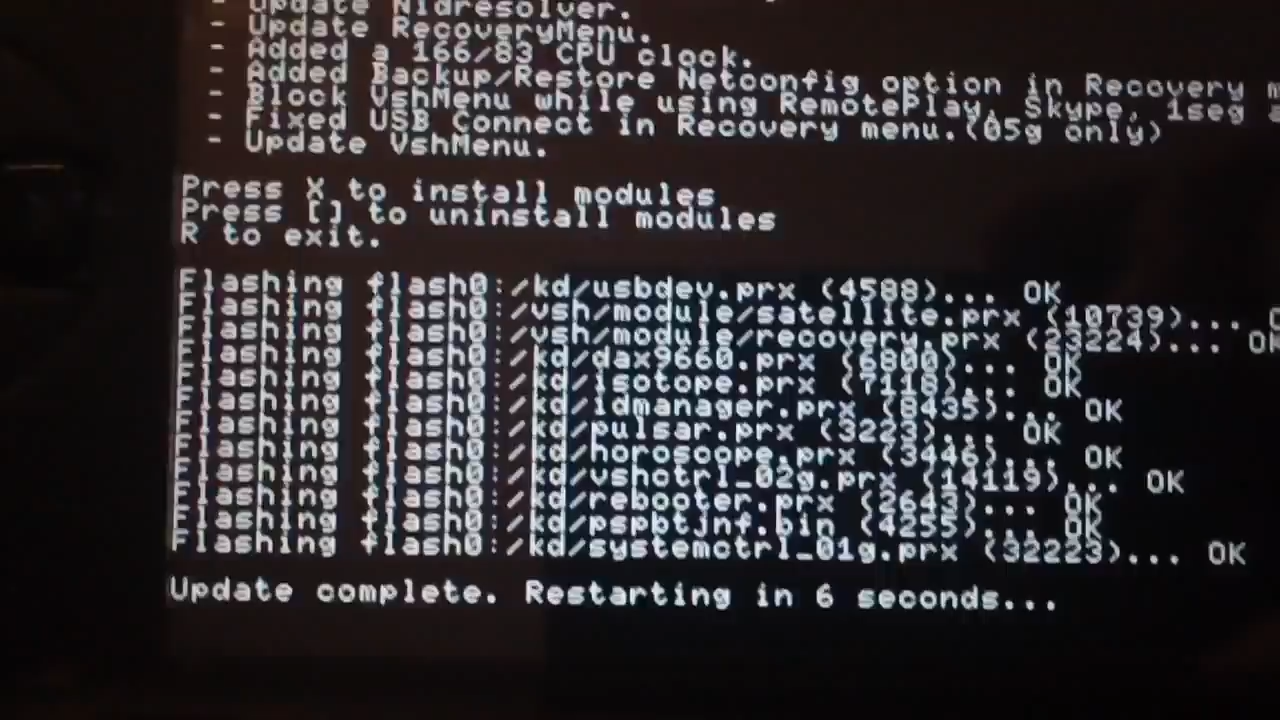 - Update Nidresolver.
- Update RecoveryMenu.
- Added a 166/83 CPU clock.
- Added Backup/Restore Netconfig option in Recovery m
- Block VshMenu while using RemotePlay, Skype, 1seg a
- Fixed USB Connect in Recovery menu.(05g only)
- Update VshMenu.
Press X to install modules
Press [] to uninstall modules
R to exit.
Flashing flash0:/kd/usbdev.prx (4588)... OK
Flashing flash0:/vsh/module/satellite.prx (10739)...
Flashing flash0:/vsh/module/recovery.prx (23224)... OK
Flashing flash0:/kd/dax9660.prx (6800)... OK
Flashing flash0:/kd/isotope.prx (7118)... OK
Flashing flash0:/kd/idmanager.prx (8435)... OK
Flashing flash0:/kd/pulsar.prx (3223)... OK
Flashing flash0:/kd/horoscope.prx (3446)... OK
Flashing flash0:/kd/vshctrl_02g.prx (14119)... OK
Flashing flash0:/kd/rebooter.prx (2643)... OK
Flashing flash0:/kd/pspbtjnf.bin (4255)... OK
Flashing flash0:/kd/systemctrl_01g.prx (32223)... OK
Update complete. Restarting in 6 seconds...